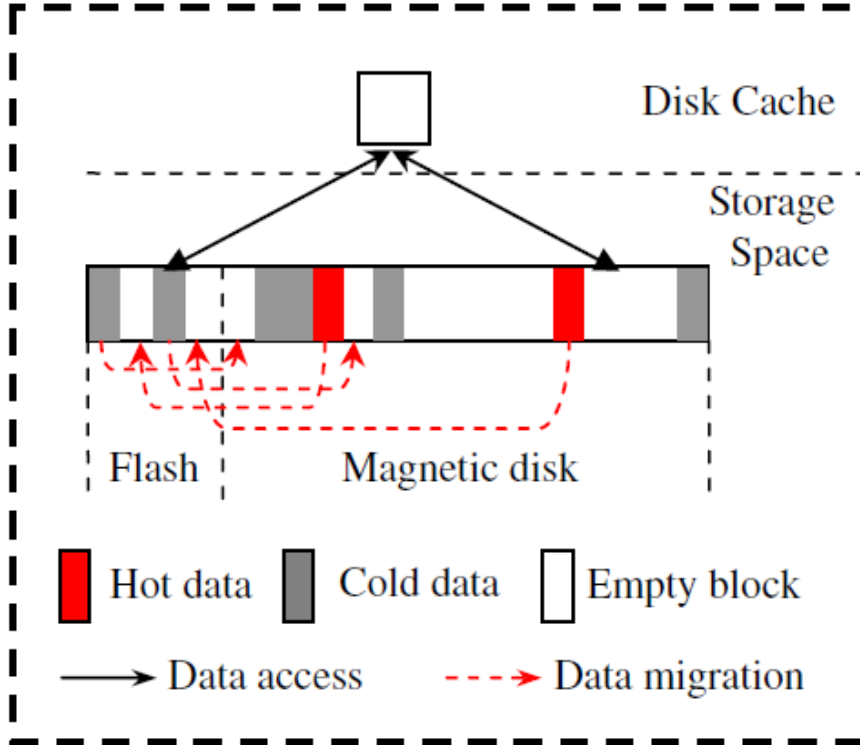 Disk Cache
Storage
Space
Flash
Magnetic disk
Hot data
Cold data
Empty block
Data access
Data migration